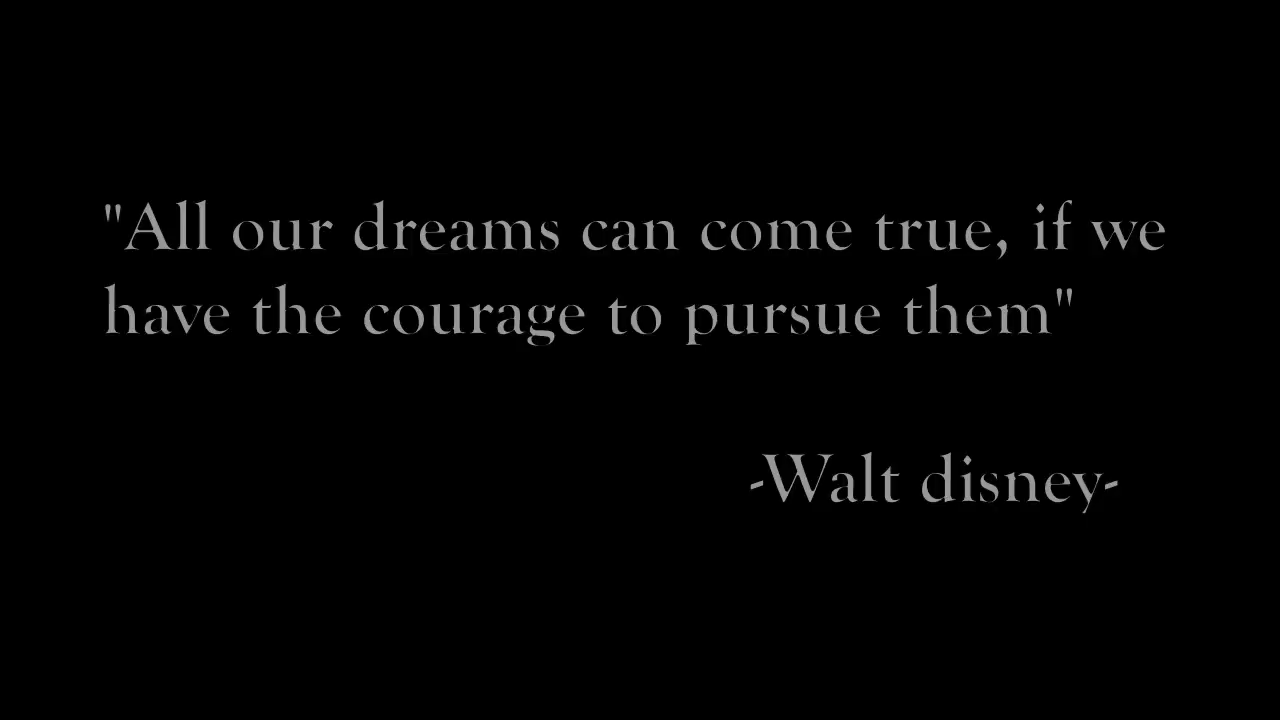 "All our dreams can come true, if we
have the courage to pursue them"
-Walt disney-